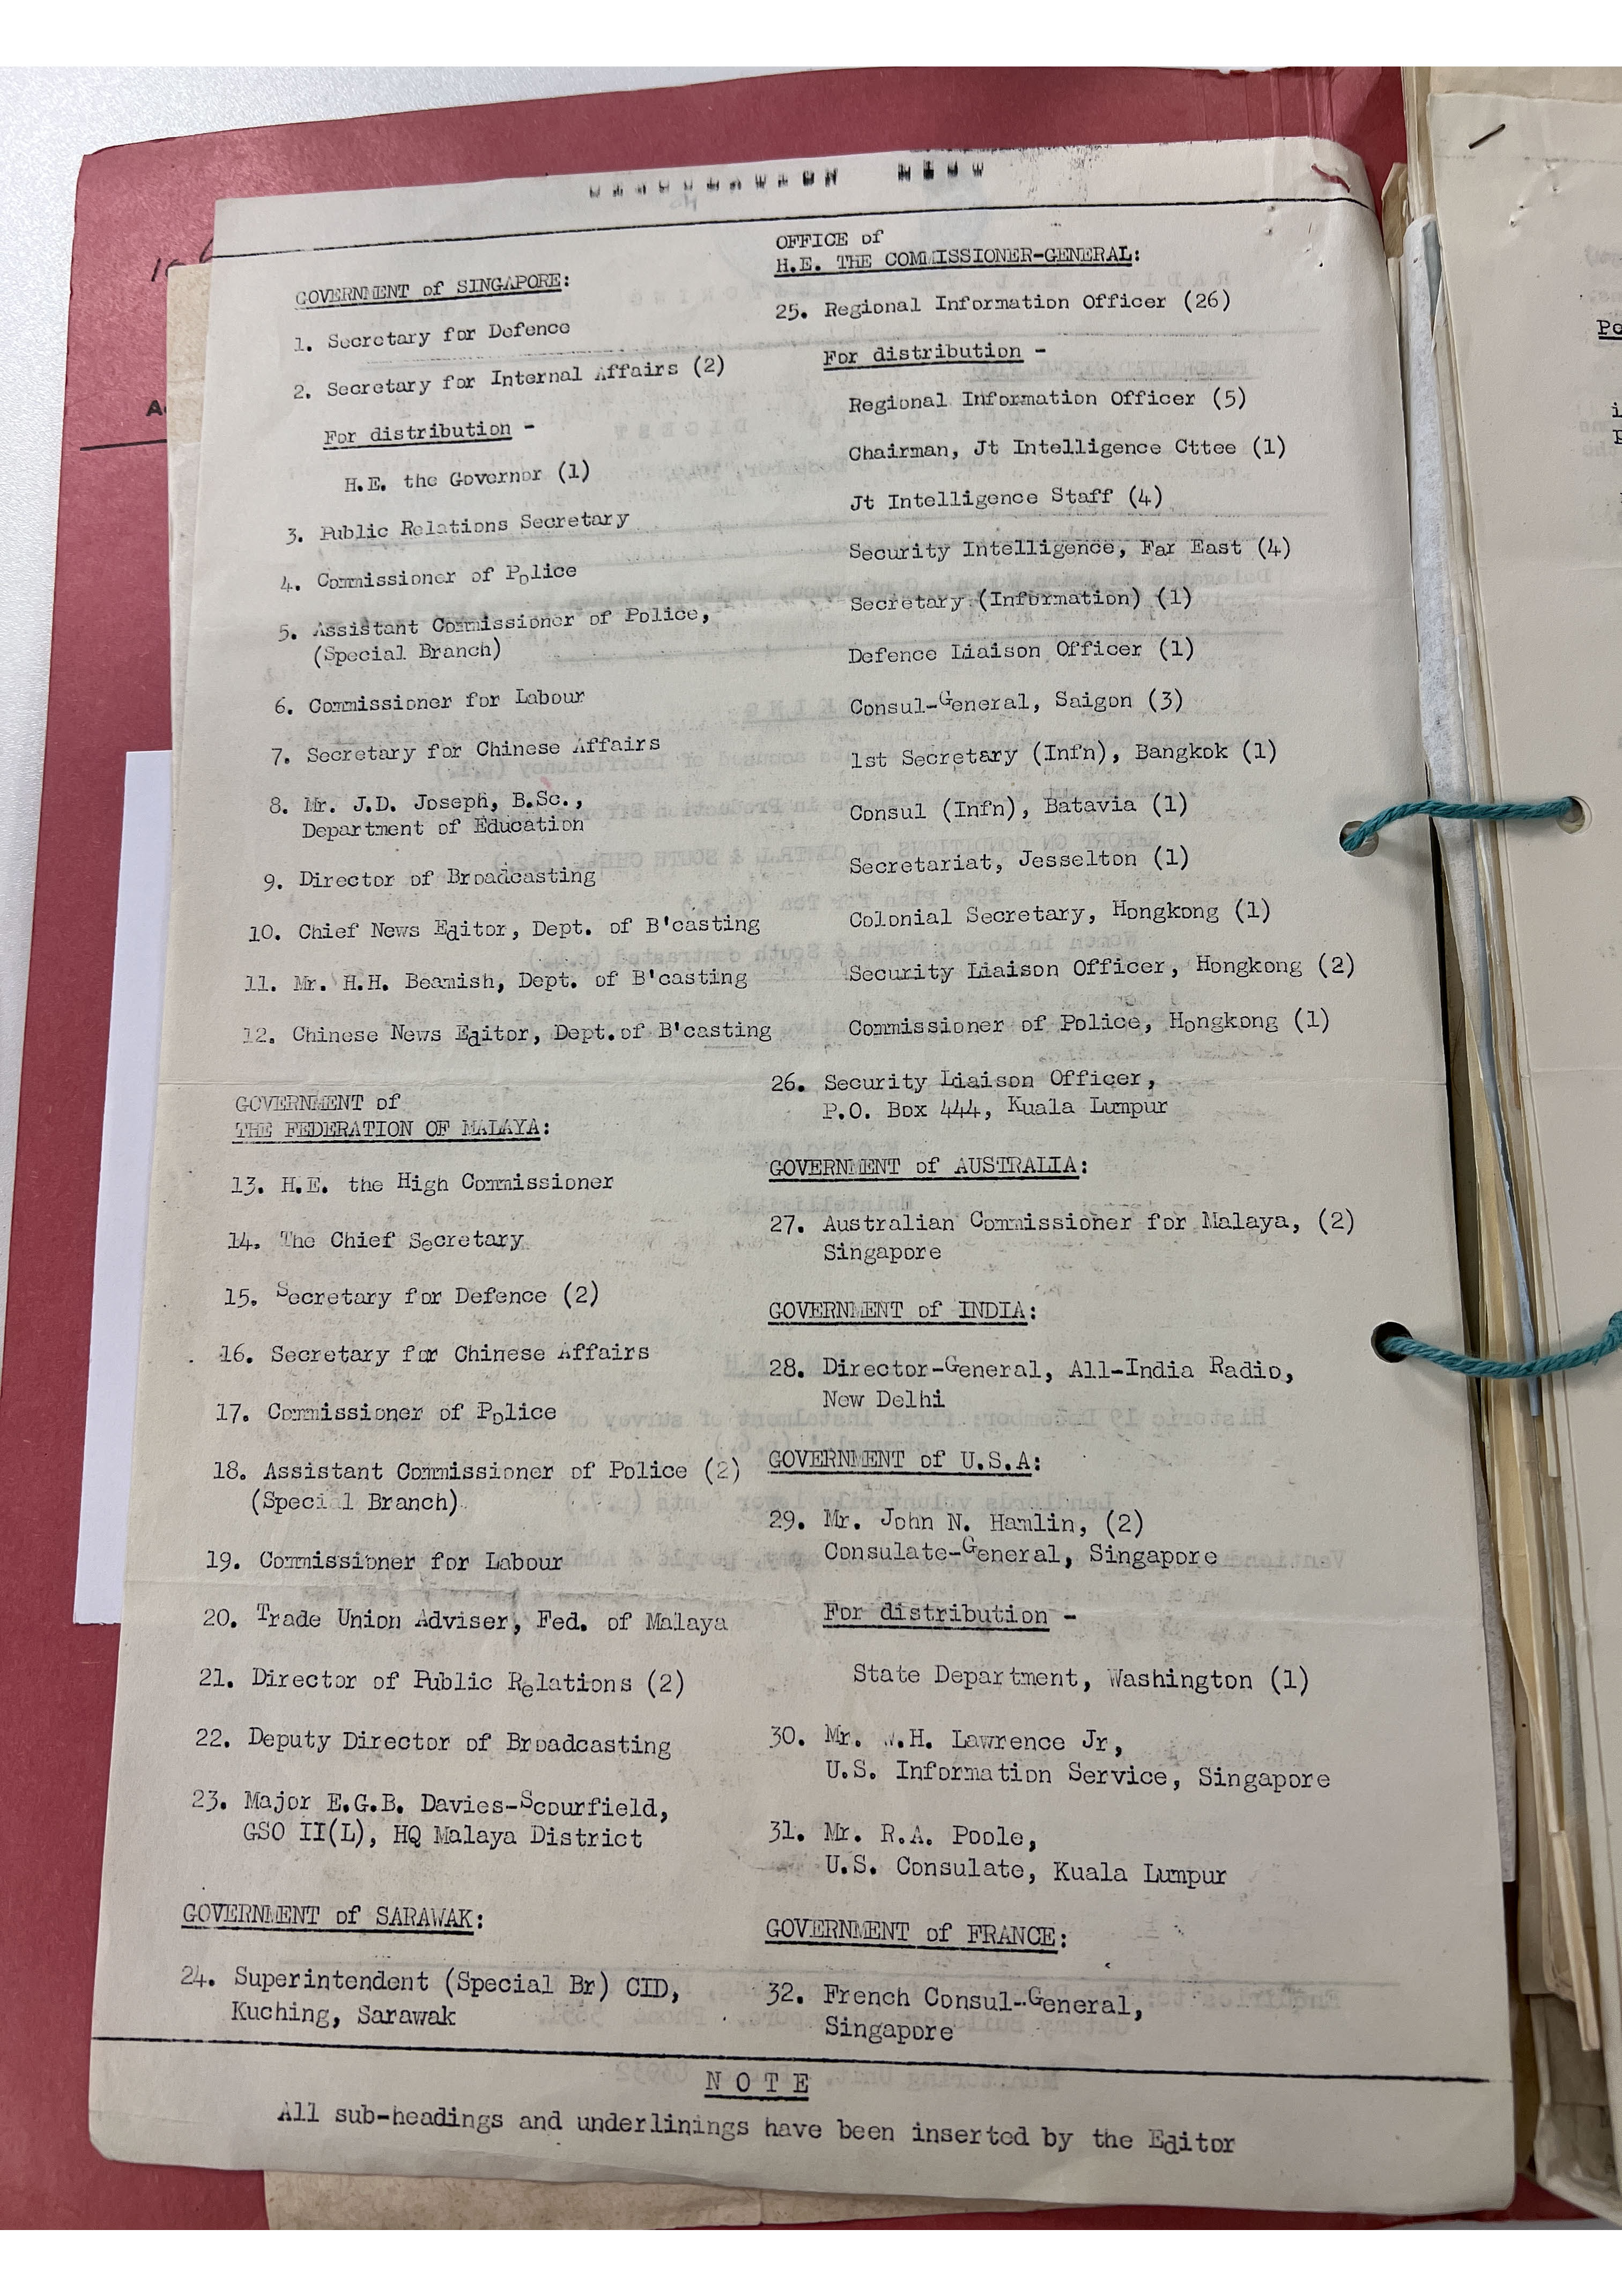 DISTRIBUTION LIST
GOVERNMENT of SINGAPORE:
1. Secretary for Defence
2. Secretary for Internal Affairs (2)
For distribution -
H.E. the Governor (1)
3. Public Relations Secretary
4. Commissioner of Police
5. Assistant Commissioner of Police,
(Special Branch)
6. Commissioner for Labour
7. Secretary for Chinese Affairs
8. Mr. J.D. Joseph, B.Sc.,
Department of Education
9. Director of Broadcasting
10. Chief News Editor, Dept. of B'casting
11. Mr. H.H. Beamish, Dept. of B'casting
12. Chinese News Editor, Dept.of B'casting
GOVERNMENT of
THE FEDERATION OF MALAYA:
13. H.E. the High Commissioner
14. The Chief Secretary
15. Secretary for Defence (2)
16. Secretary for Chinese Affairs
17. Commissioner of Police
18. Assistant Commissioner of Police (2)
(Special Branch)
19. Commissioner for Labour
20. Trade Union Adviser, Fed. of Malaya
21. Director of Public Relations (2)
22. Deputy Director of Broadcasting
23. Major E.G.B. Davies-Scourfield,
GSO II(L), HQ Malaya District
GOVERNMENT of SARAWAK:
24. Superintendent (Special Br) CID,
Kuching, Sarawak
OFFICE of
H.E. THE COMMISSIONER-GENERAL:
25. Regional Information Officer (26)
For distribution -
Regional Information Officer (5)
Chairman, Jt Intelligence Cttee (1)
Jt Intelligence Staff (4)
Security Intelligence, Far East (4)
Secretary (Information) (1)
Defence Liaison Officer (1)
Consul-General, Saigon (3)
1st Secretary (Infn), Bangkok (1)
Consul (Infn), Batavia (1)
Secretariat, Jesselton (1)
Colonial Secretary, Hongkong (1)
Security Liaison Officer, Hongkong (2)
Commissioner of Police, Hongkong (1)
26. Security Liaison Officer,
P.O. Box 444, Kuala Lumpur
GOVERNMENT of AUSTRALIA:
27. Australian Commissioner for Malaya, (2)
Singapore
GOVERNMENT of INDIA:
28. Director-General, All-India Radio,
New Delhi
GOVERNMENT of U.S.A:
29. Mr. John N. Hamlin, (2)
Consulate-General, Singapore
For distribution -
State Department, Washington (1)
30. Mr. W.H. Lawrence Jr,
U.S. Information Service, Singapore
31. Mr. R.A. Poole,
U.S. Consulate, Kuala Lumpur
GOVERNMENT of FRANCE:
32. French Consul-General,
Singapore
NOTE
All sub-headings and underlinings have been inserted by the Editor